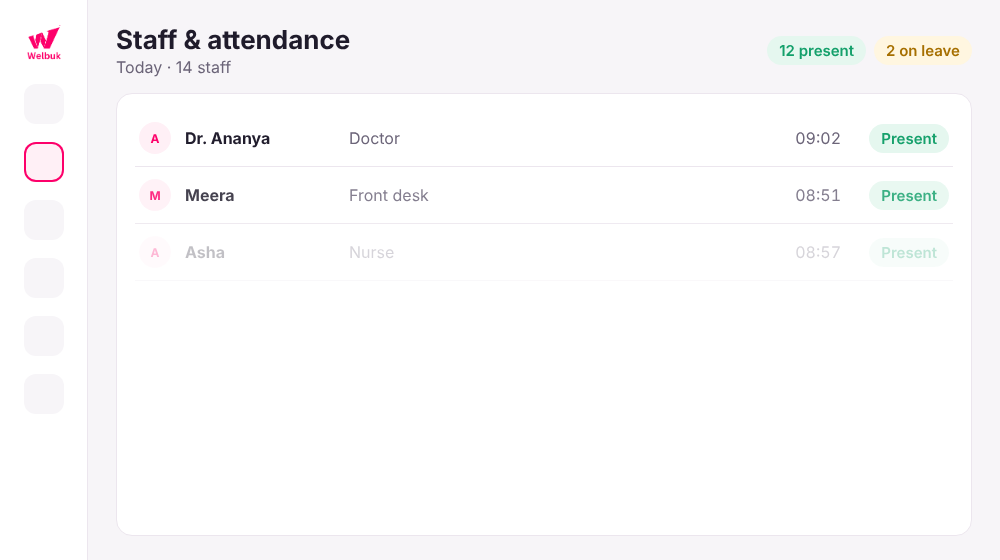 Welbuk
Staff & attendance
Today · 14 staff
12 present
2 on leave
A Dr. Ananya Doctor 09:02 Present
M Meera Front desk 08:51 Present
A Asha Nurse 08:57 Present